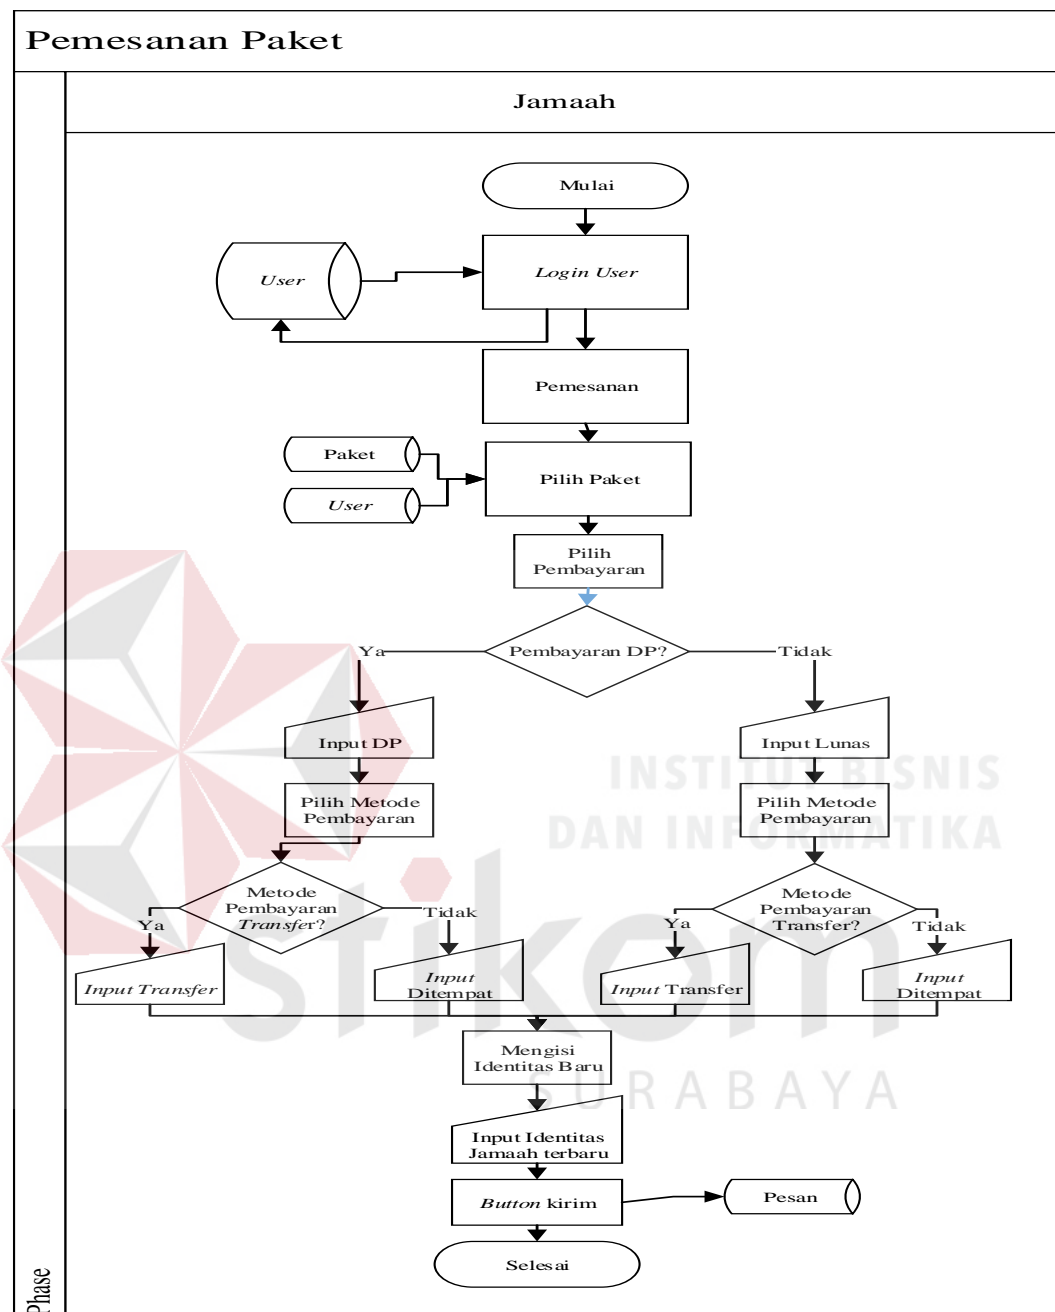 Pemesanan Paket
Jamaah
Mulai
User
Login User
Pemesanan
Paket
User
Pilih Paket
Pilih
Pembayaran
Ya
Pembayaran DP?
Tidak
Input DP
Input Lunas
INSTITUT BISNIS
DAN INFORMATIKA
Pilih Metode
Pembayaran
Pilih Metode
Pembayaran
Metode
Pembayaran
Transfer?
Ya
Tidak
Metode
Pembayaran
Transfer?
Ya
Tidak
Input Transfer
Input
Ditempat
Input Transfer
Input
Ditempat
stikom
SURABAYA
Mengisi
Identitas Baru
Input Identitas
Jamaah terbaru
Button kirim
Pesan
Selesai
Phase